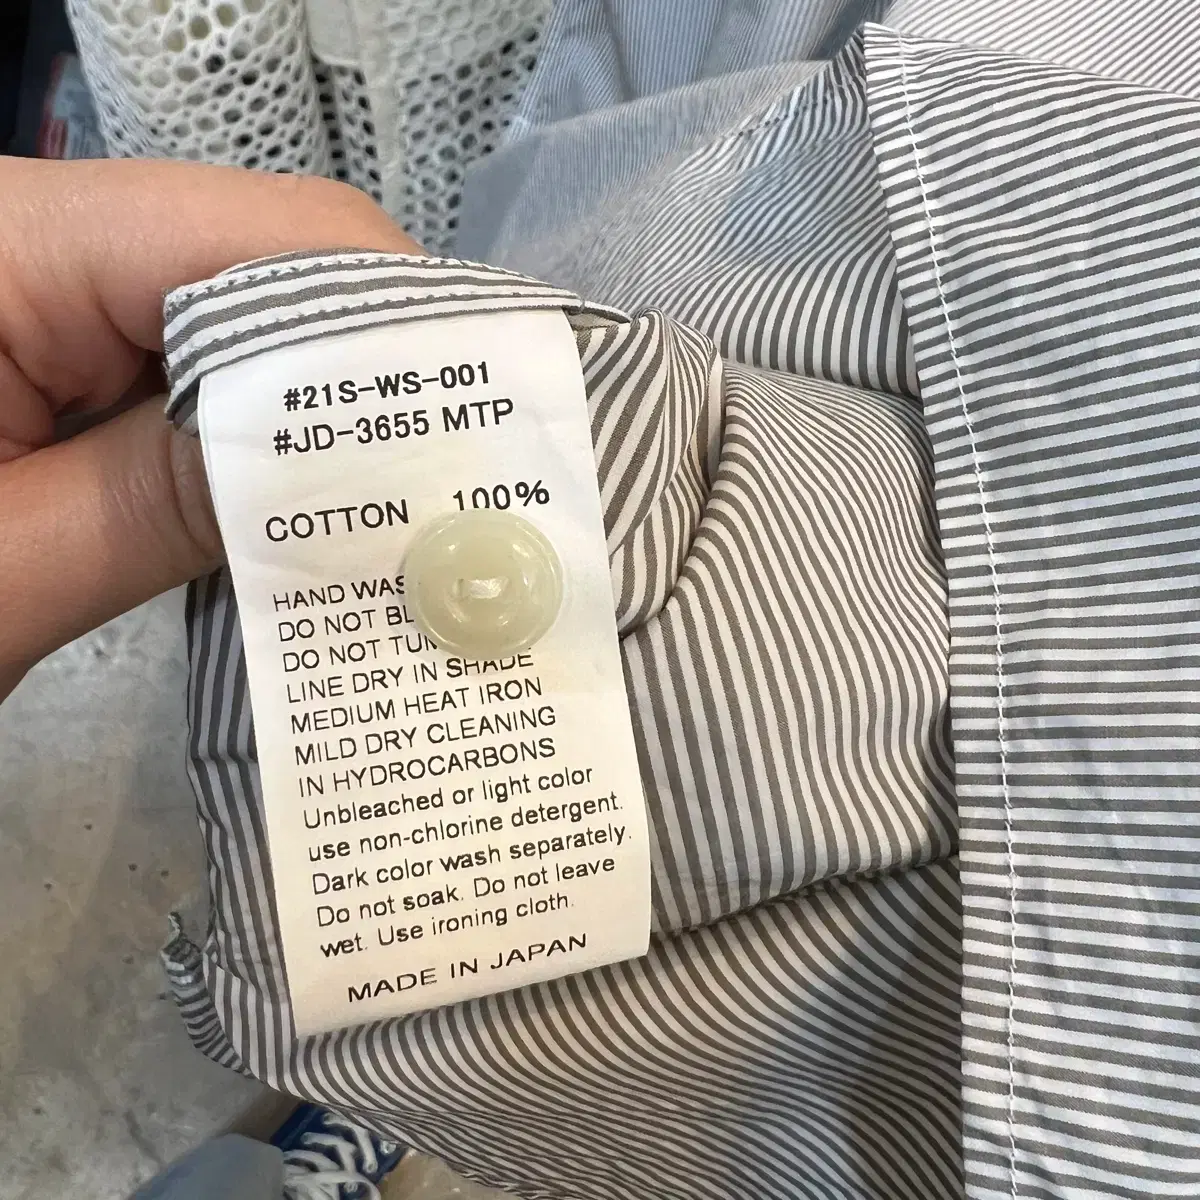 #21S-WS-001
#JD-3655 MTP
COTTON 100%
HAND WAS
DO NOT BL
DO NOT TUM
LINE DRY IN SHADE
MEDIUM HEAT IRON
MILD DRY CLEANING
IN HYDROCARBONS
Unbleached or light color
use non-chlorine detergent.
Dark color wash separately.
Do not soak. Do not leave
wet. Use ironing cloth.
MADE IN JAPAN